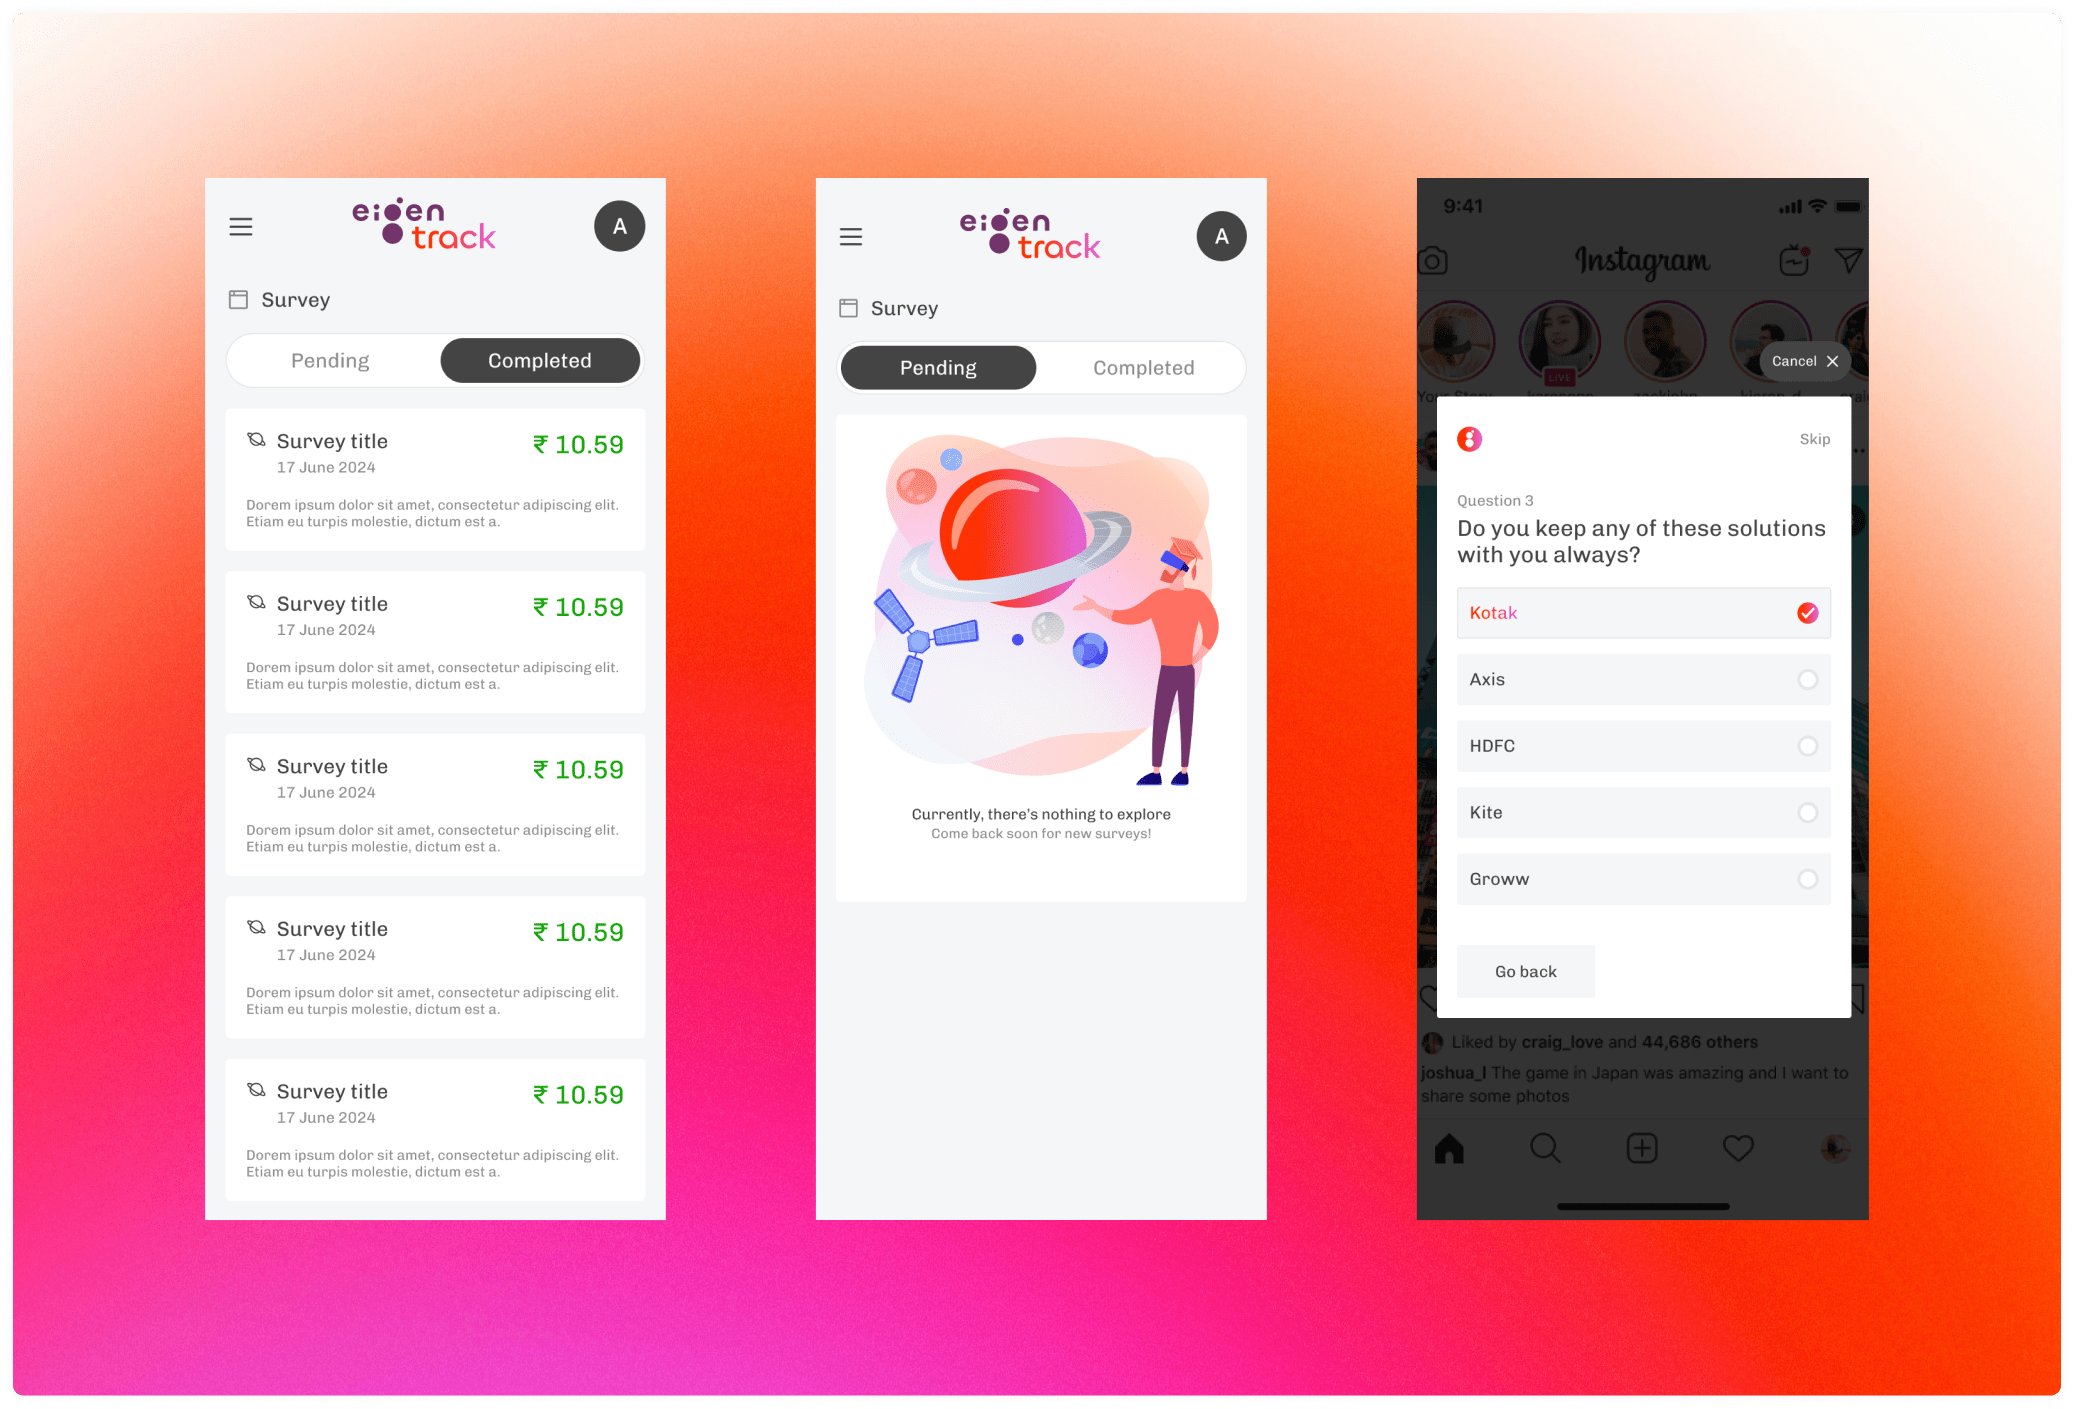 eigen
track
A
Survey
Pending
Completed
Survey title
₹ 10.59
17 June 2024
Dorem ipsum dolor sit amet, consectetur adipiscing elit.
Etiam eu turpis molestie, dictum est a.
Survey title
₹ 10.59
17 June 2024
Dorem ipsum dolor sit amet, consectetur adipiscing elit.
Etiam eu turpis molestie, dictum est a.
Survey title
₹ 10.59
17 June 2024
Dorem ipsum dolor sit amet, consectetur adipiscing elit.
Etiam eu turpis molestie, dictum est a.
Survey title
₹ 10.59
17 June 2024
Dorem ipsum dolor sit amet, consectetur adipiscing elit.
Etiam eu turpis molestie, dictum est a.
Survey title
₹ 10.59
17 June 2024
Dorem ipsum dolor sit amet, consectetur adipiscing elit.
Etiam eu turpis molestie, dictum est a.
eigen
track
A
Survey
Pending
Completed
Currently, there's nothing to explore
Come back soon for new surveys!
9:41
Instagram
LIVE
Cancel
Your Story
Skip
Question 3
Do you keep any of these solutions
with you always?
Kotak
Axis
HDFC
Kite
Groww
Go back
Liked by craig_love and 44,686 others
joshua_l The game in Japan was amazing and I want to
share some photos